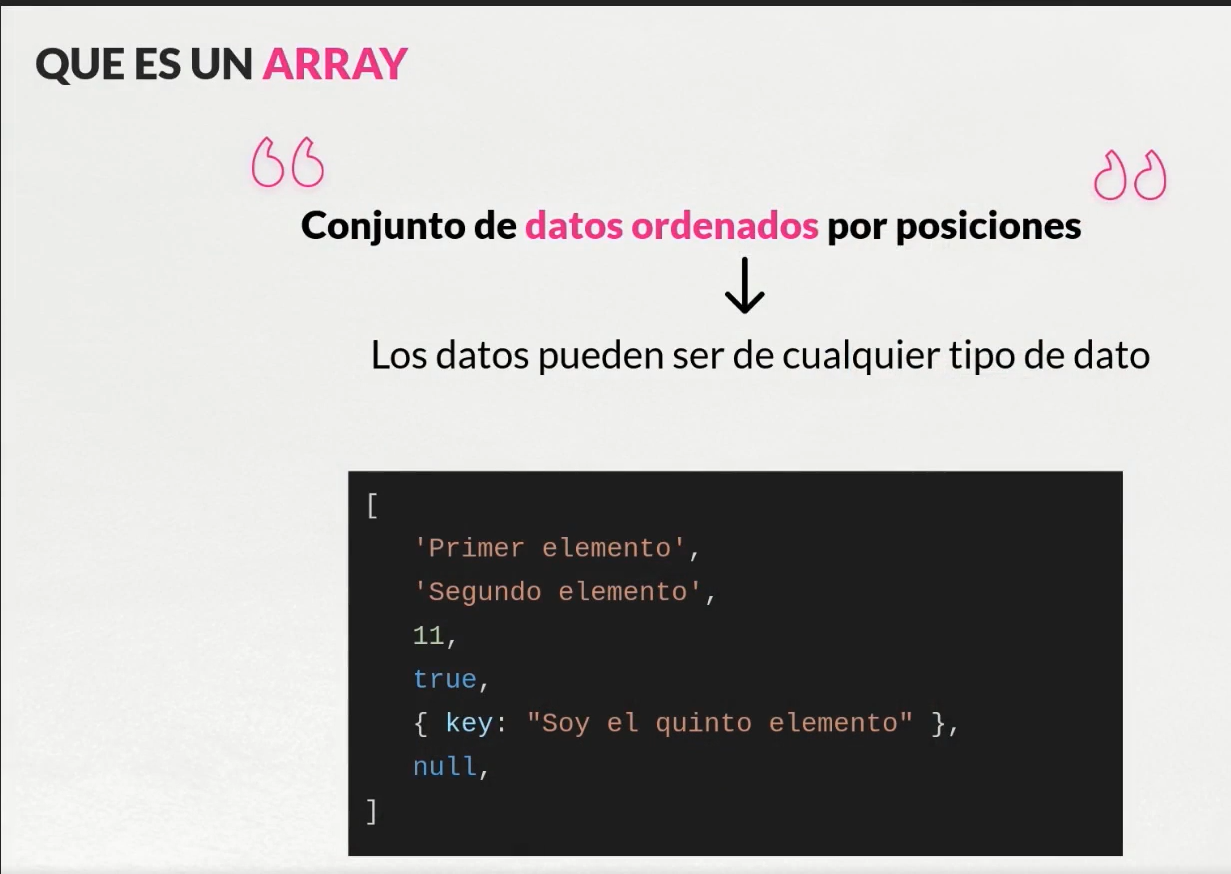 QUE ES UN ARRAY
Conjunto de datos ordenados por posiciones
Los datos pueden ser de cualquier tipo de dato
[
'Primer elemento',
'Segundo elemento',
11,
true,
{ key: "Soy el quinto elemento" },
null,
]